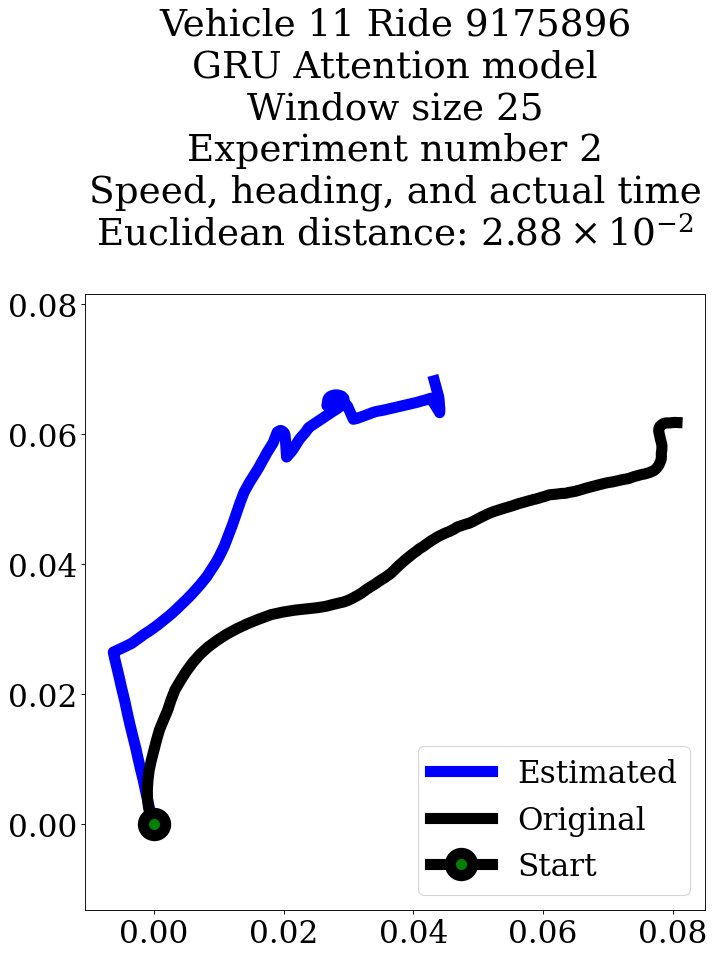 Vehicle 11 Ride 9175896
GRU Attention model
Window size 25
Experiment number 2
Speed, heading, and actual time
Euclidean distance: 2.88 × 10⁻²
0.08
0.06
0.04
0.02
0.00
Estimated
Original
Start
0.00 0.02 0.04 0.06 0.08